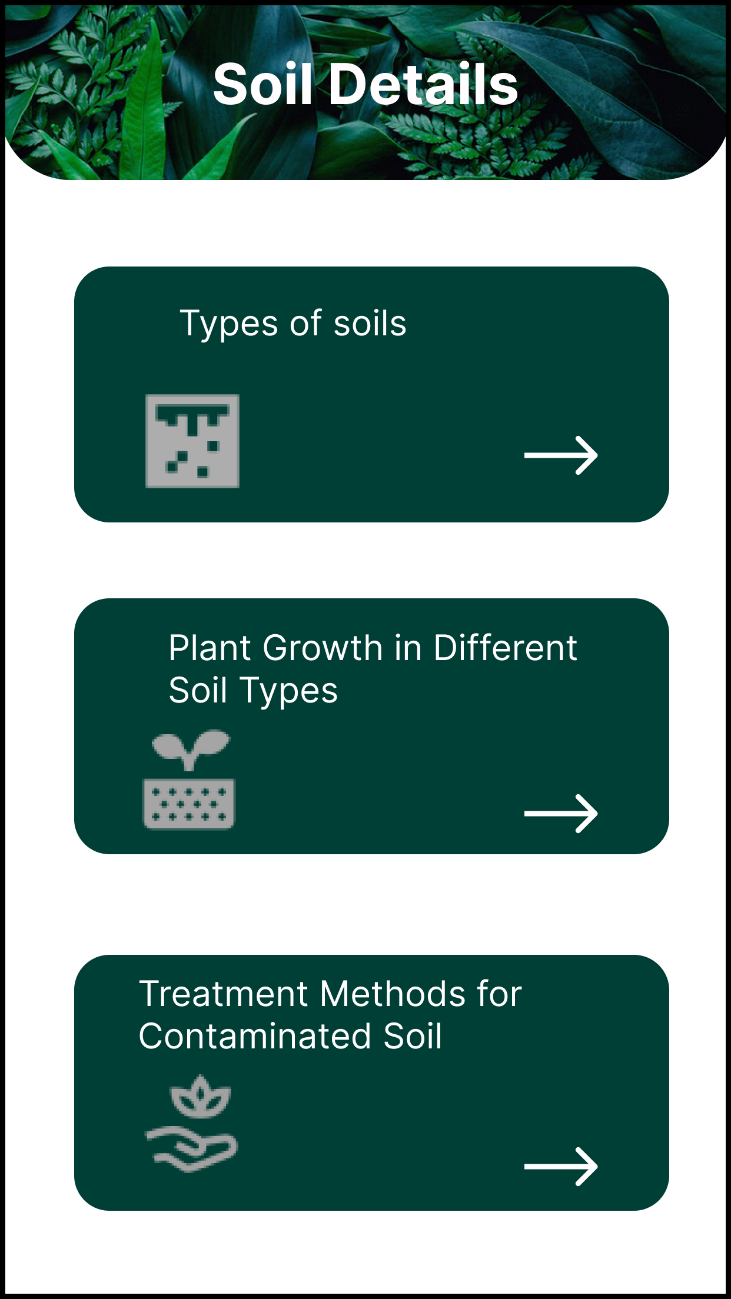 Soil Details
Types of soils
Plant Growth in Different
Soil Types
Treatment Methods for
Contaminated Soil